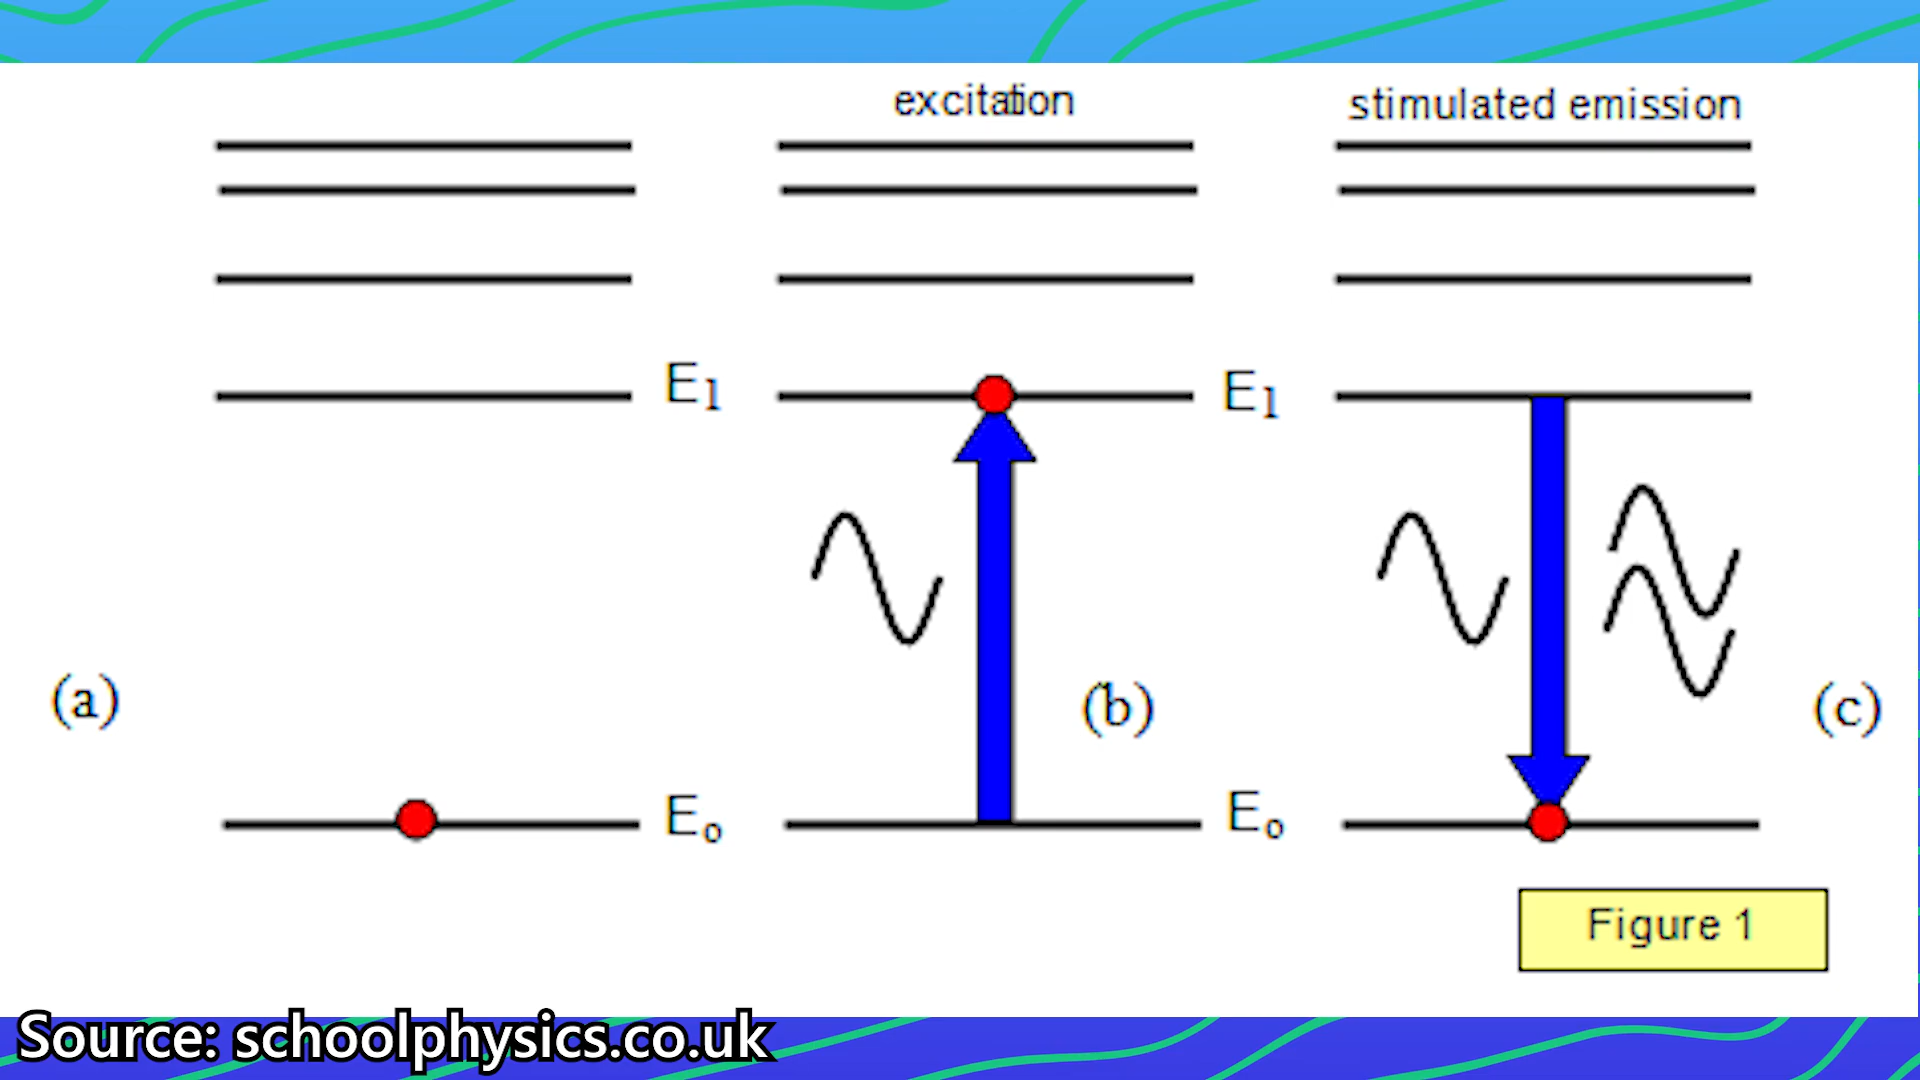 excitation
stimulated emission
E1
E1
(a)
(b)
(c)
Eo
Eo
Figure 1
Source: schoolphysics.co.uk